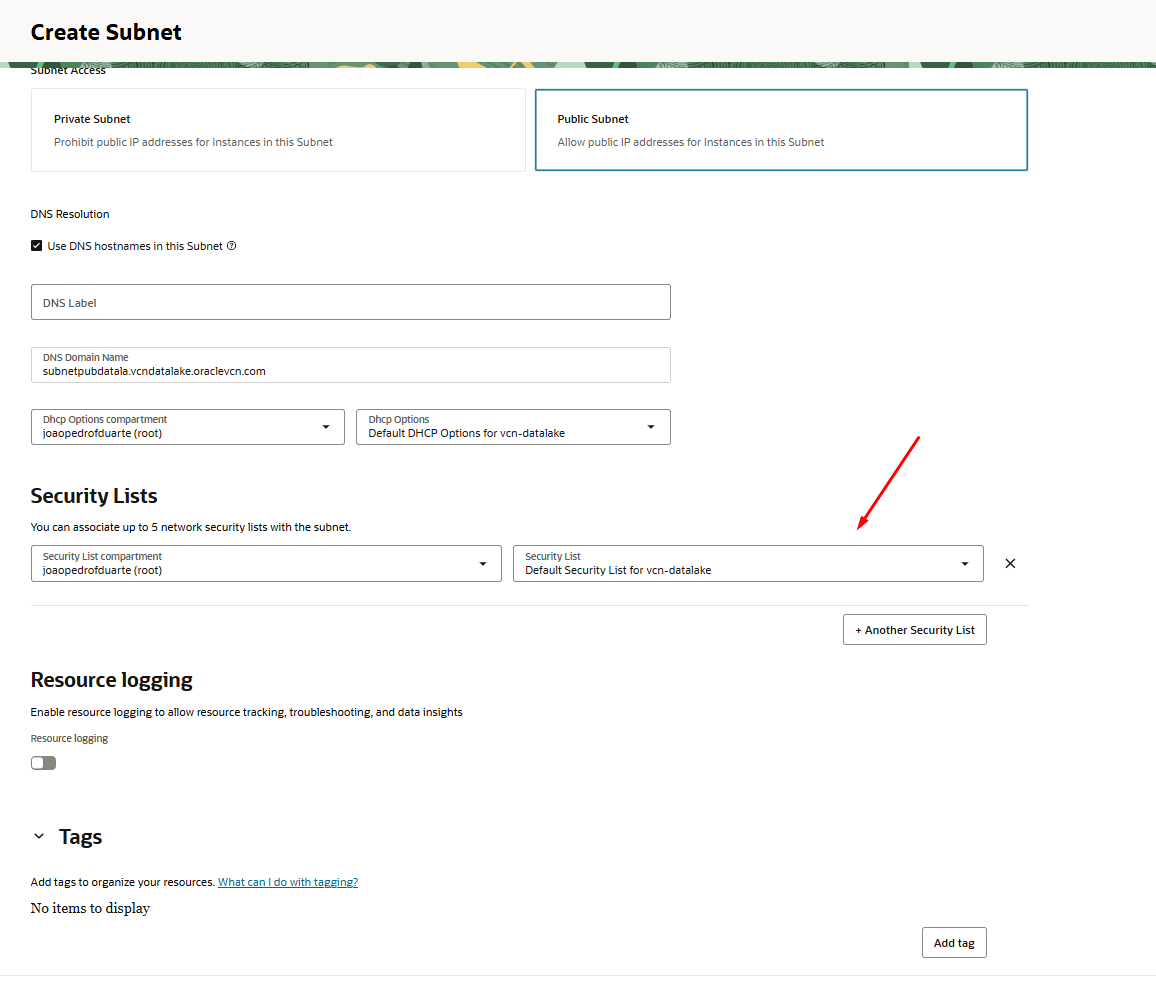 Create Subnet
Subnet Access
Private Subnet
Prohibit public IP addresses for Instances in this Subnet
Public Subnet
Allow public IP addresses for Instances in this Subnet
DNS Resolution
Use DNS hostnames in this Subnet
DNS Label
DNS Domain Name
subnetpubdatala.vcndatalake.oraclevcn.com
Dhcp Options compartment
joaopedrofduarte (root)
Dhcp Options
Default DHCP Options for vcn-datalake
Security Lists
You can associate up to 5 network security lists with the subnet.
Security List compartment
joaopedrofduarte (root)
Security List
Default Security List for vcn-datalake
+ Another Security List
Resource logging
Enable resource logging to allow resource tracking, troubleshooting, and data insights
Resource logging
Tags
Add tags to organize your resources. What can I do with tagging?
No items to display
Add tag